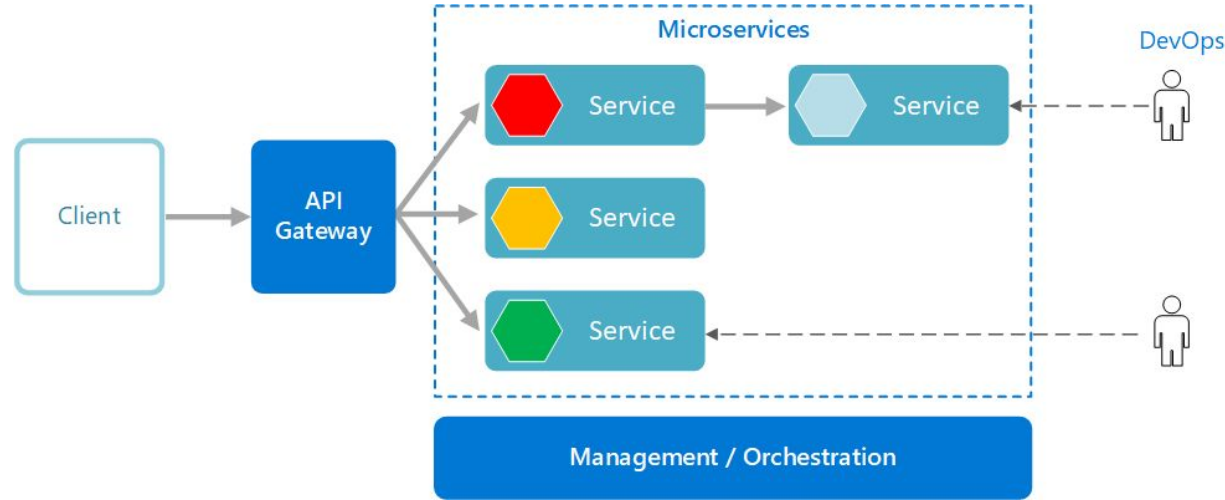 Microservices
DevOps
Service
Service
Client
API
Gateway
Service
Service
Management / Orchestration